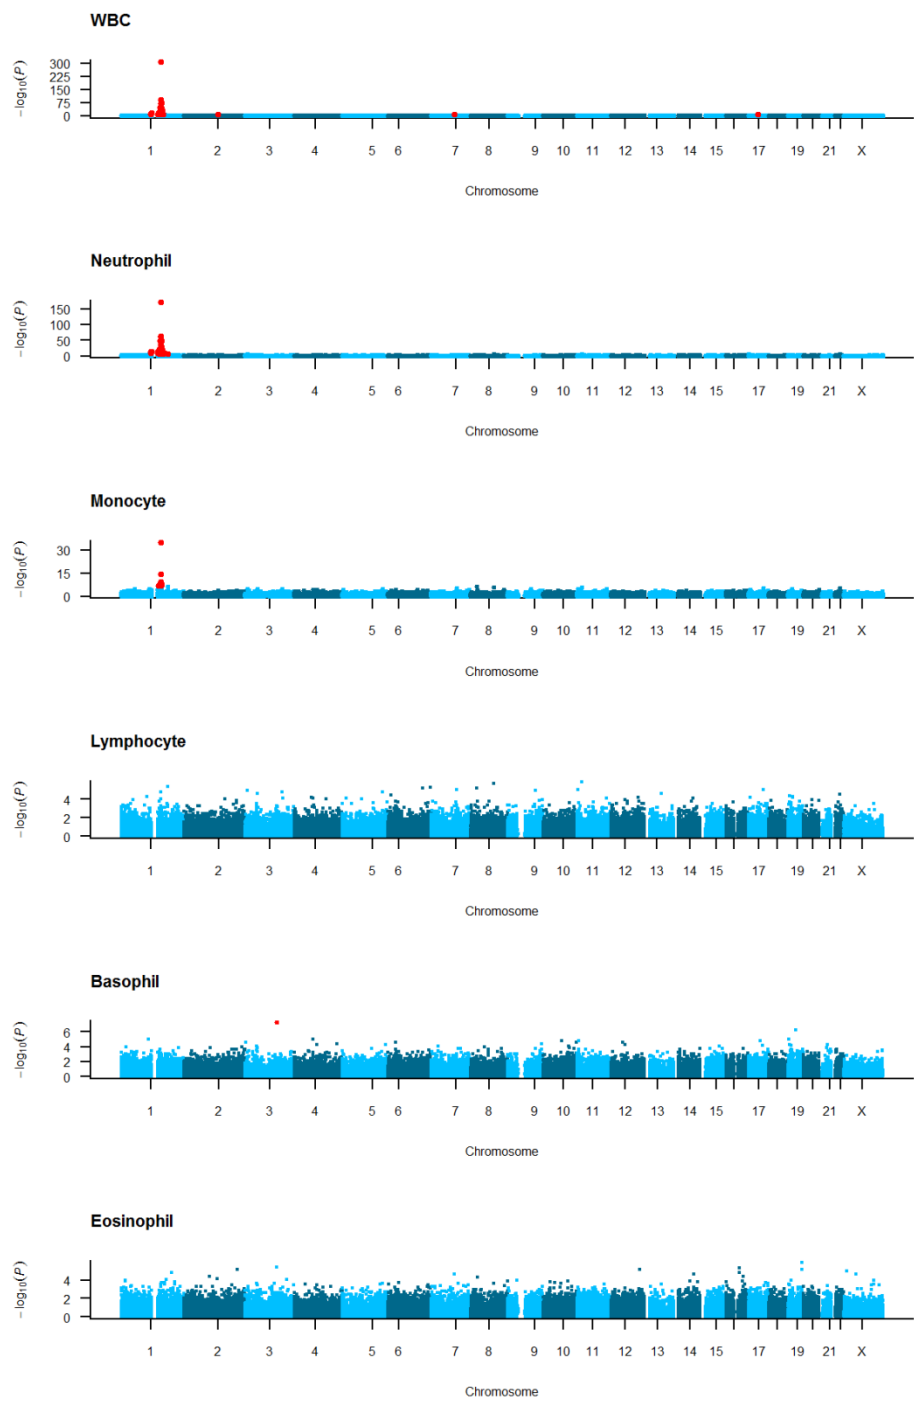 WBC
−log10(P)
300
225
150
75
0
1 2 3 4 5 6 7 8 9 10 11 12 13 14 15 17 19 21 X
Chromosome
Neutrophil
−log10(P)
150
100
50
0
1 2 3 4 5 6 7 8 9 10 11 12 13 14 15 17 19 21 X
Chromosome
Monocyte
−log10(P)
30
15
0
1 2 3 4 5 6 7 8 9 10 11 12 13 14 15 17 19 21 X
Chromosome
Lymphocyte
−log10(P)
4
2
0
1 2 3 4 5 6 7 8 9 10 11 12 13 14 15 17 19 21 X
Chromosome
Basophil
−log10(P)
6
4
2
0
1 2 3 4 5 6 7 8 9 10 11 12 13 14 15 17 19 21 X
Chromosome
Eosinophil
−log10(P)
4
2
0
1 2 3 4 5 6 7 8 9 10 11 12 13 14 15 17 19 21 X
Chromosome